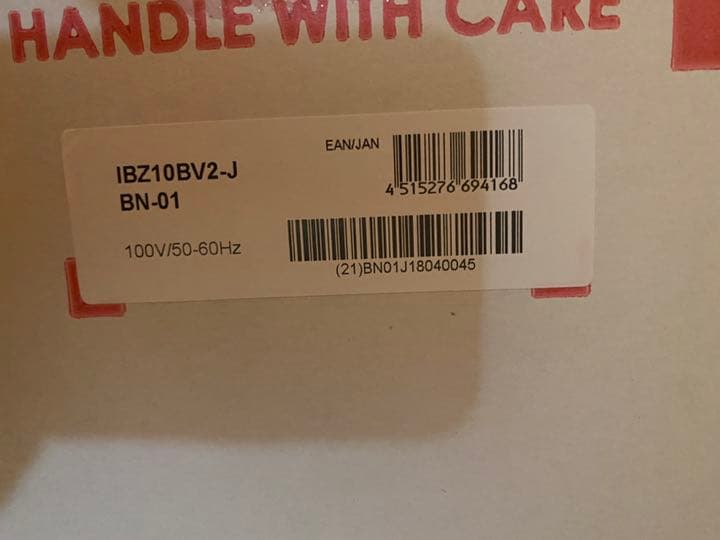 HANDLE WITH CARE
IBZ10BV2-J
BN-01
100V/50-60Hz
EAN/JAN
4 515276 694168
(21)BN01J18040045